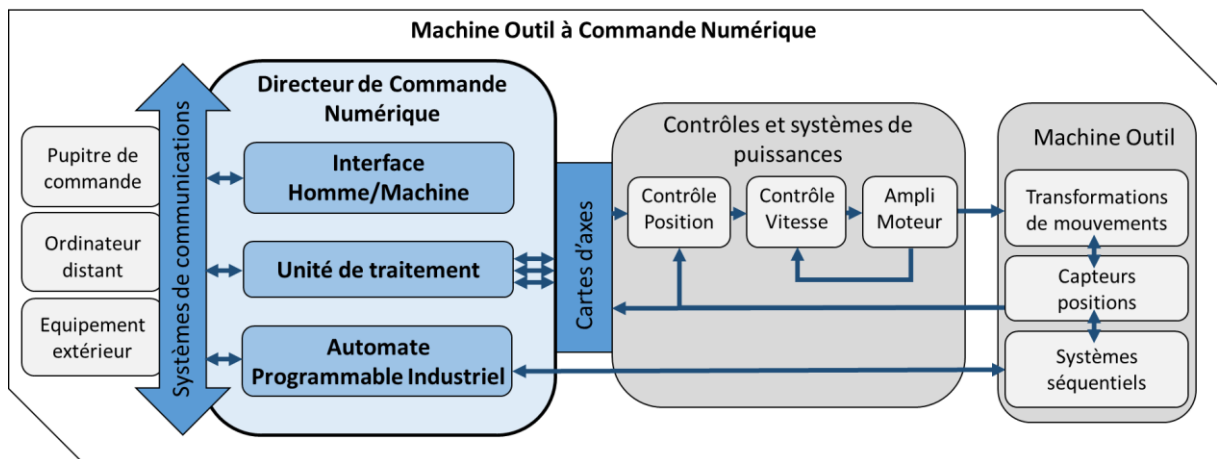 Machine Outil à Commande Numérique
Pupitre de
commande
Ordinateur
distant
Equipement
extérieur
Systèmes de communications
Directeur de Commande
Numérique
Interface
Homme/Machine
Unité de traitement
Automate
Programmable Industriel
Cartes d'axes
Contrôles et systèmes de
puissances
Contrôle
Position
Contrôle
Vitesse
Ampli
Moteur
Machine Outil
Transformations
de mouvements
Capteurs
positions
Systèmes
séquentiels